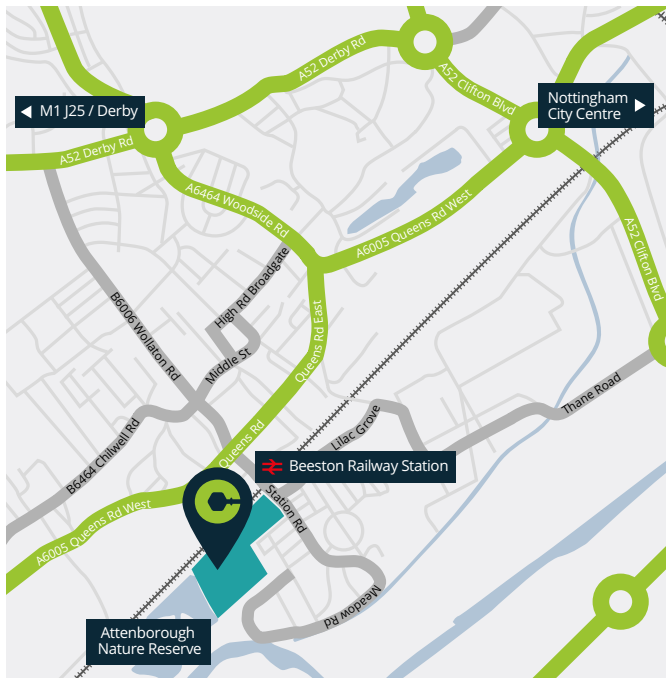 A52 Derby Rd
A52 Clifton Blvd
M1 J25 / Derby
Nottingham
City Centre
A52 Derby Rd
A6464 Woodside Rd
A6005 Queens Rd West
A52 Clifton Blvd
High Rd Broadgate
B6006 Wollaton Rd
Queens Rd East
Middle St
Thane Road
Lilac Grove
B6464 Chilwell Rd
Queens Rd
Beeston Railway Station
A6005 Queens Rd West
Station Rd
Meadow Rd
Attenborough
Nature Reserve